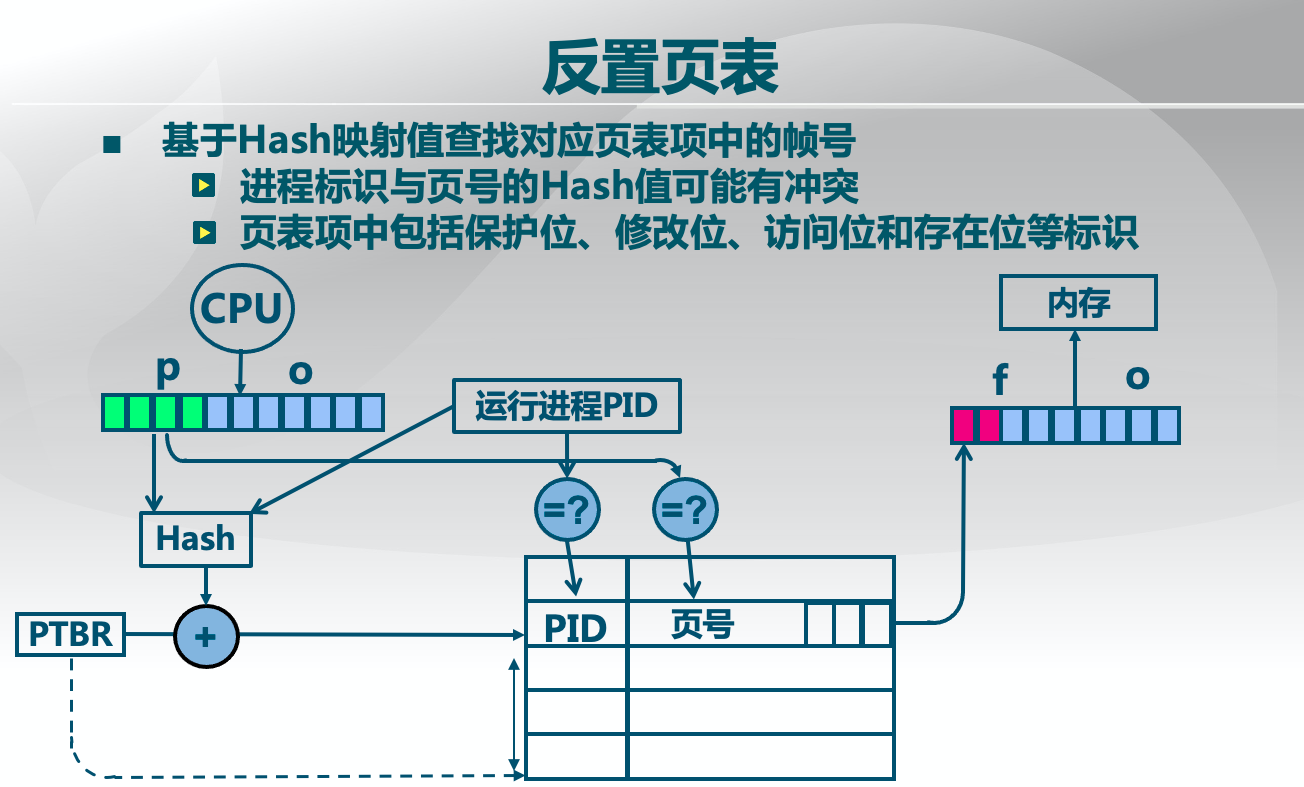 反置页表
基于Hash映射值查找对应页表项中的帧号
进程标识与页号的Hash值可能有冲突
页表项中包括保护位、修改位、访问位和存在位等标识
CPU
内存
p
o
f
o
运行进程PID
=?
=?
Hash
PTBR
+
PID
页号